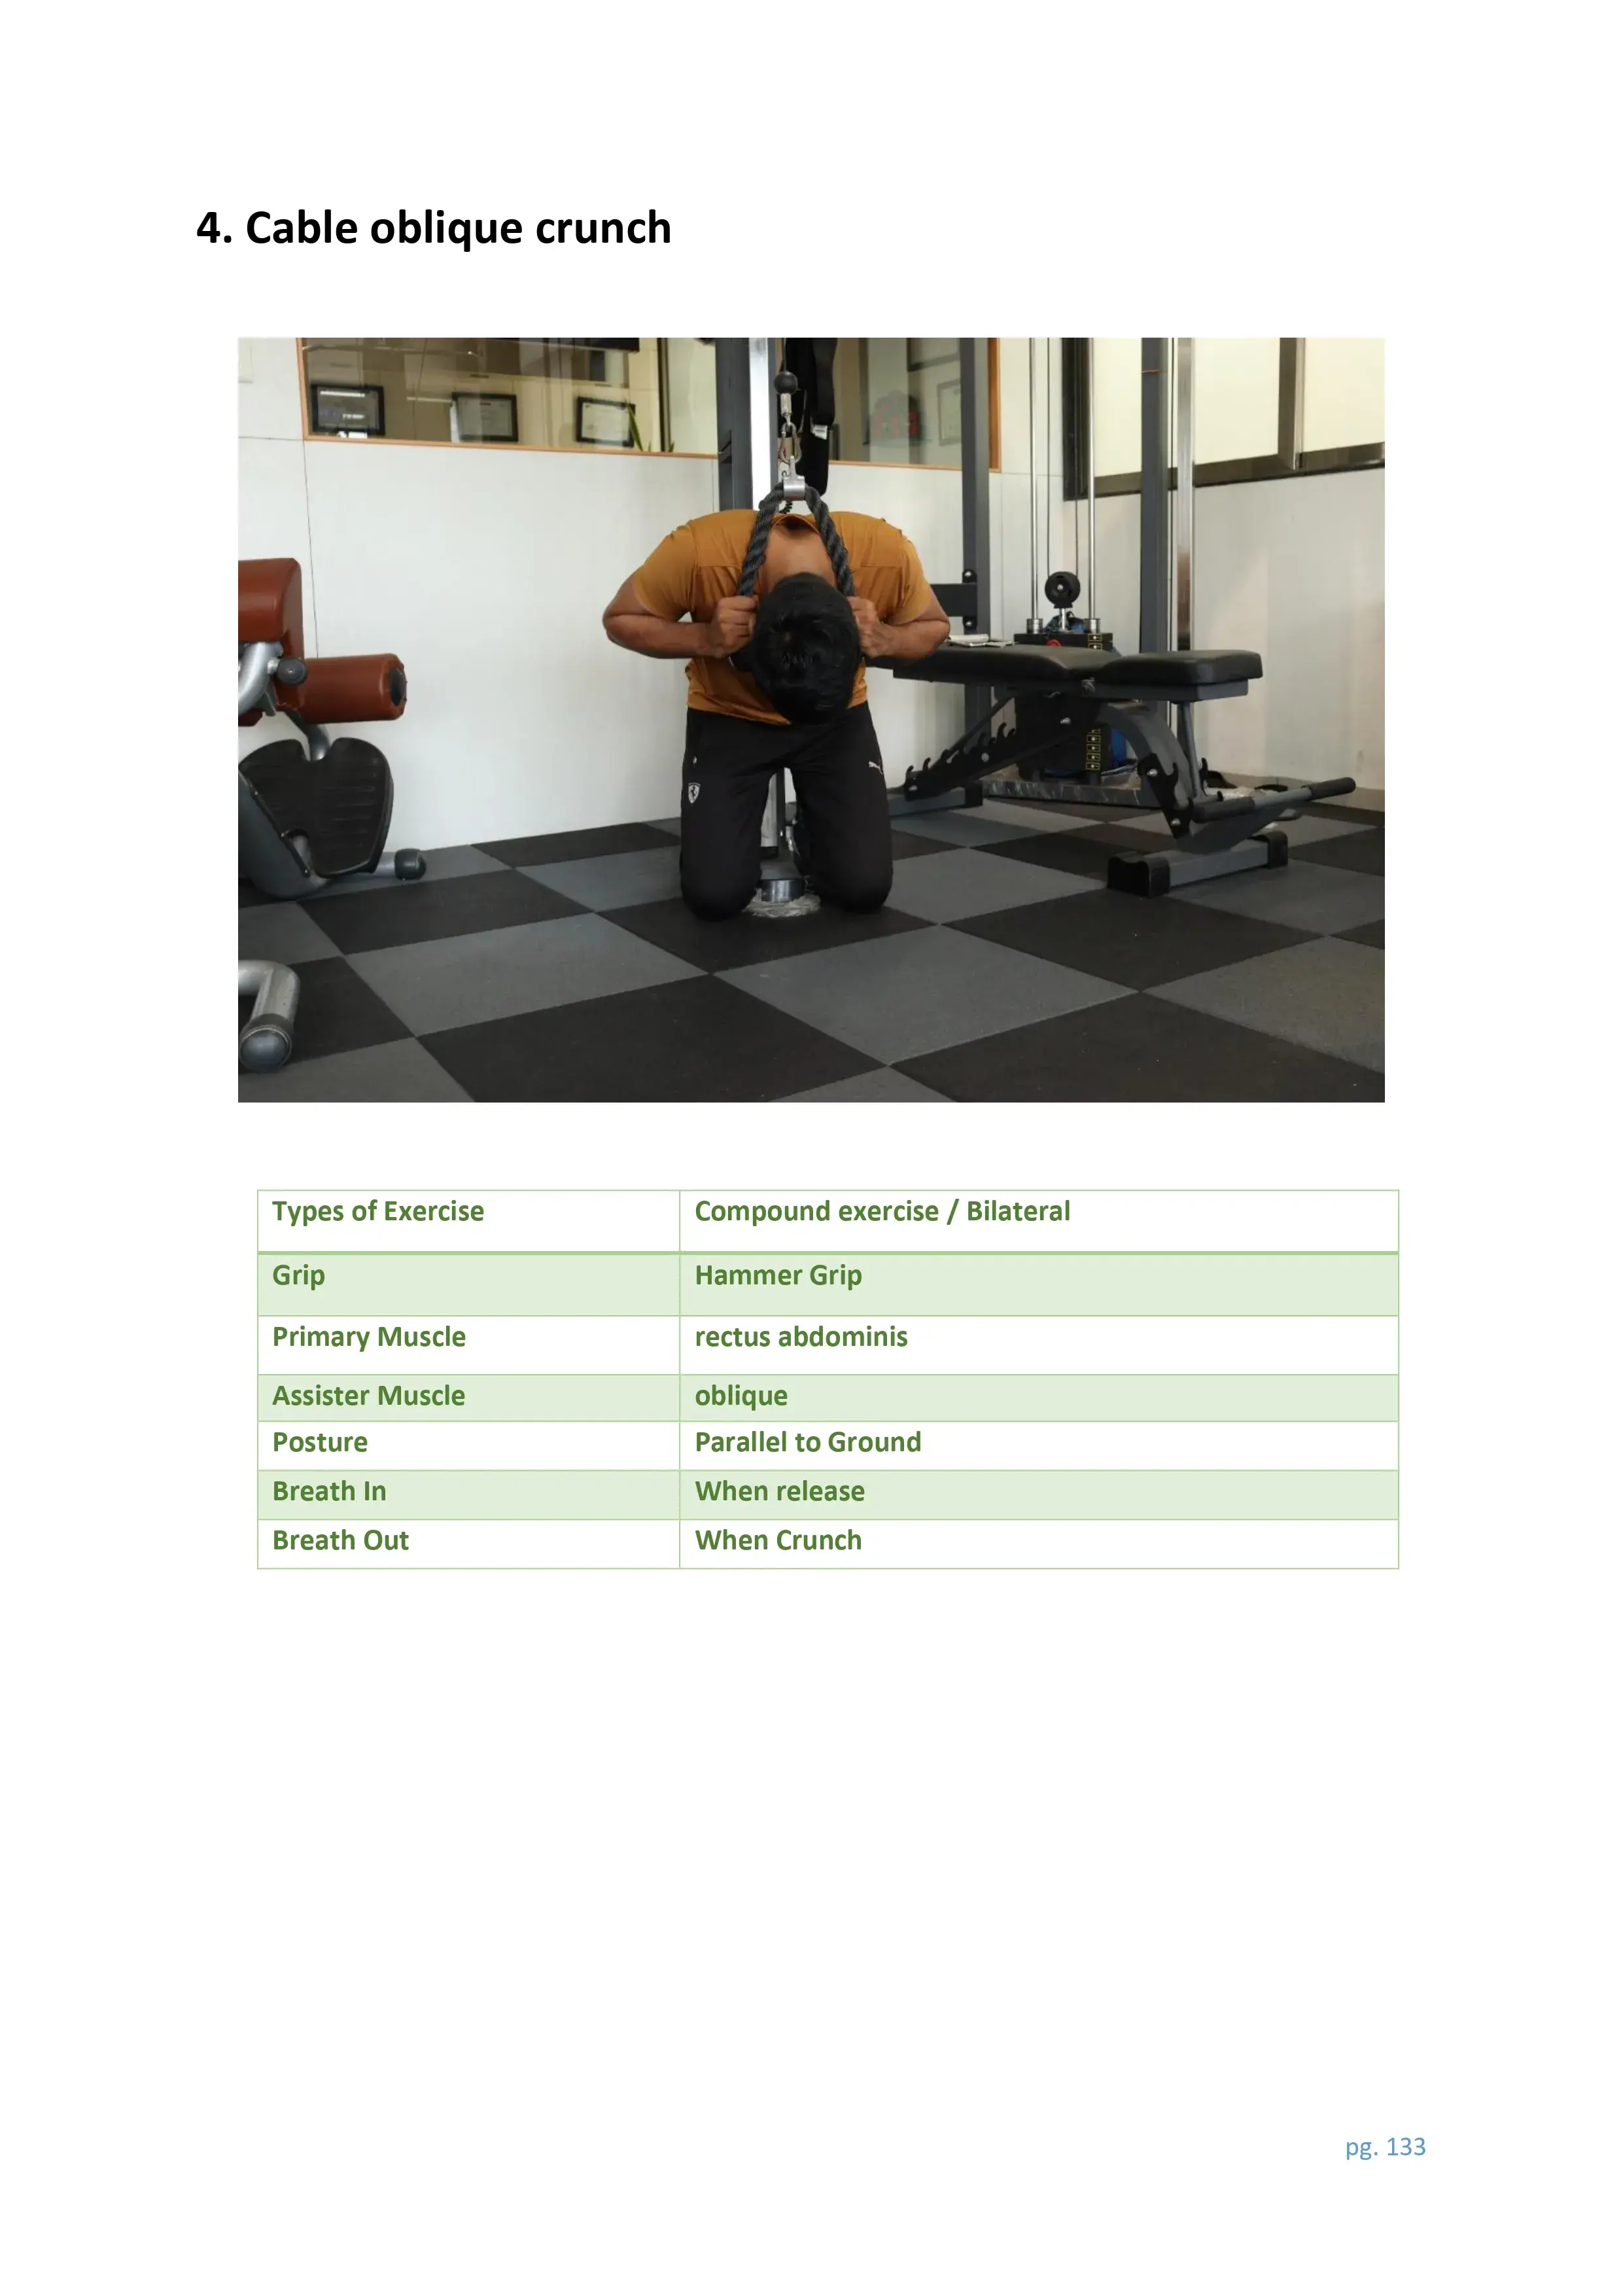 4. Cable oblique crunch
Types of Exercise Compound exercise / Bilateral
Grip Hammer Grip
Primary Muscle rectus abdominis
Assister Muscle oblique
Posture Parallel to Ground
Breath In When release
Breath Out When Crunch
pg. 133